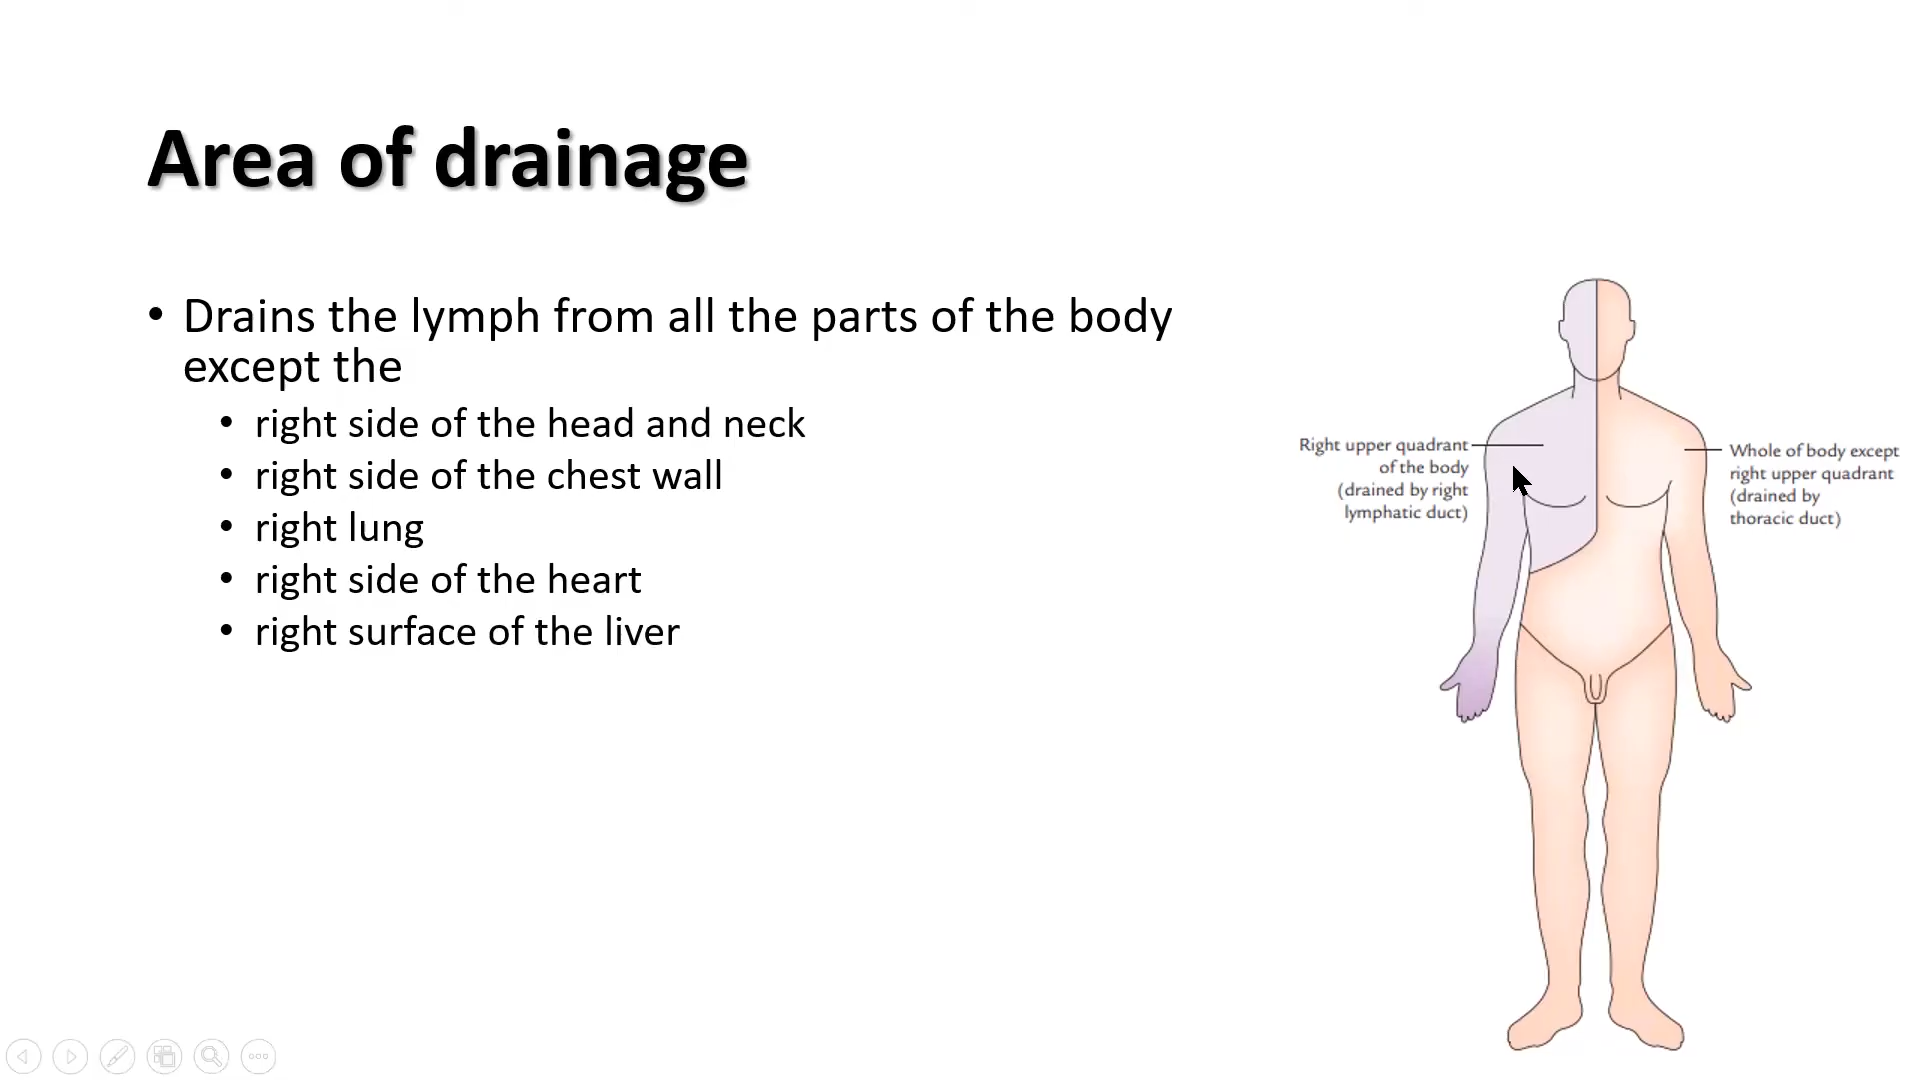 Area of drainage
• Drains the lymph from all the parts of the body
except the
• right side of the head and neck
• right side of the chest wall
• right lung
• right side of the heart
• right surface of the liver
Right upper quadrant
of the body
(drained by right
lymphatic duct)
Whole of body except
right upper quadrant
(drained by
thoracic duct)